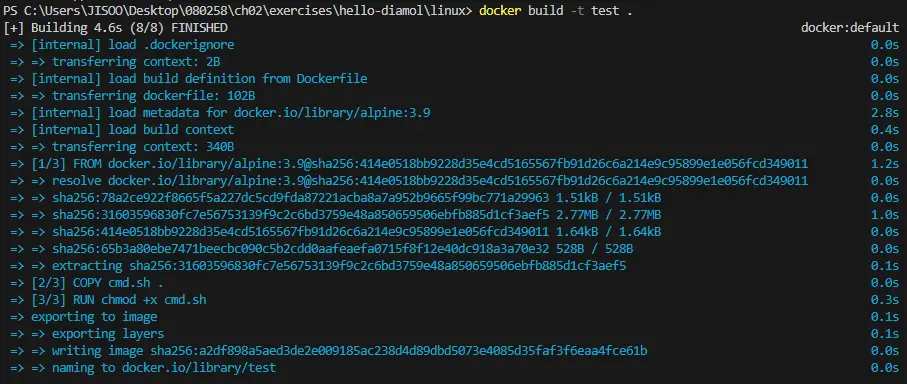 PS C:\Users\JISOO\Desktop\080258\ch02\exercises\hello-diamol\linux> docker build -t test .
[+] Building 4.6s (8/8) FINISHED docker:default
=> [internal] load .dockerignore 0.0s
=> => transferring context: 2B 0.0s
=> [internal] load build definition from Dockerfile 0.0s
=> => transferring dockerfile: 102B 0.0s
=> [internal] load metadata for docker.io/library/alpine:3.9 2.8s
=> [internal] load build context 0.4s
=> => transferring context: 340B 0.0s
=> [1/3] FROM docker.io/library/alpine:3.9@sha256:414e0518bb9228d35e4cd5165567fb91d26c6a214e9c95899e1e056fcd349011 1.2s
=> => resolve docker.io/library/alpine:3.9@sha256:414e0518bb9228d35e4cd5165567fb91d26c6a214e9c95899e1e056fcd349011 0.0s
=> => sha256:78a2ce922f8665f5a227dc5cd9fda87221acba8a7a952b9665f99bc771a29963 1.51kB / 1.51kB 0.0s
=> => sha256:31603596830fc7e56753139f9c2c6bd3759e48a850659506ebfb885d1cf3aef5 2.77MB / 2.77MB 1.0s
=> => sha256:414e0518bb9228d35e4cd5165567fb91d26c6a214e9c95899e1e056fcd349011 1.64kB / 1.64kB 0.0s
=> => sha256:65b3a80ebe7471beecbc090c5b2cdd0aafeaefa0715f8f12e40dc918a3a70e32 528B / 528B 0.0s
=> => extracting sha256:31603596830fc7e56753139f9c2c6bd3759e48a850659506ebfb885d1cf3aef5 0.1s
=> [2/3] COPY cmd.sh . 0.0s
=> [3/3] RUN chmod +x cmd.sh 0.3s
=> exporting to image 0.1s
=> => exporting layers 0.1s
=> => writing image sha256:a2df898a5aed3de2e009185ac238d4d89dbd5073e4085d35faf3f6eaa4fce61b 0.0s
=> => naming to docker.io/library/test 0.0s